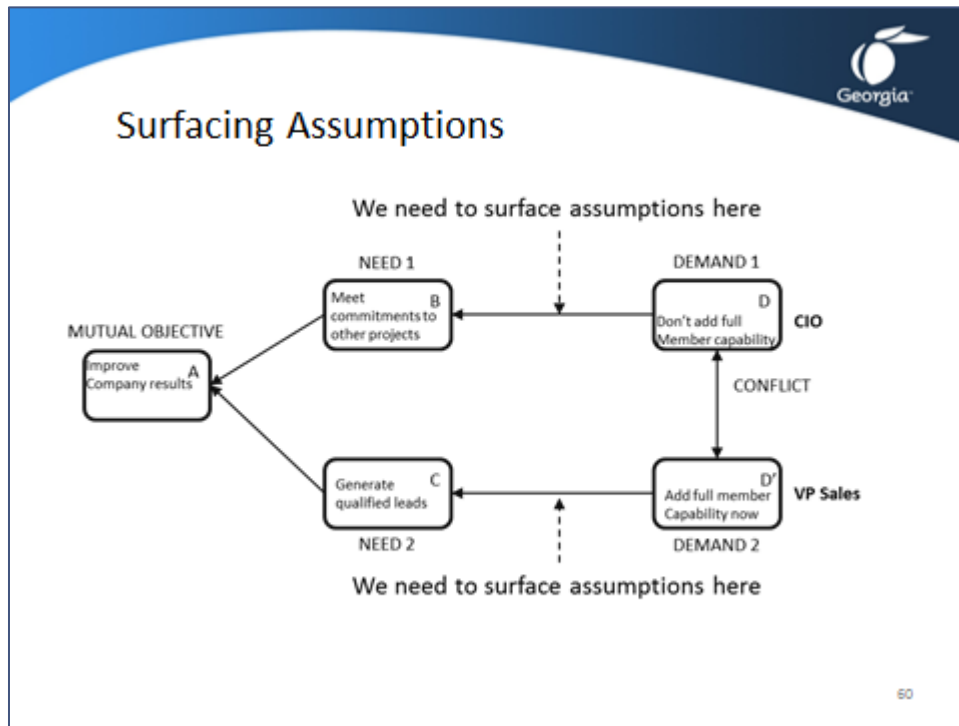 Georgia
Surfacing Assumptions
We need to surface assumptions here
NEED 1
DEMAND 1
B
Meet
commitments to
other projects
D
Don't add full
Member capability
CIO
MUTUAL OBJECTIVE
A
Improve
Company results
CONFLICT
C
Generate
qualified leads
D'
Add full member
Capability now
VP Sales
NEED 2
DEMAND 2
We need to surface assumptions here
60